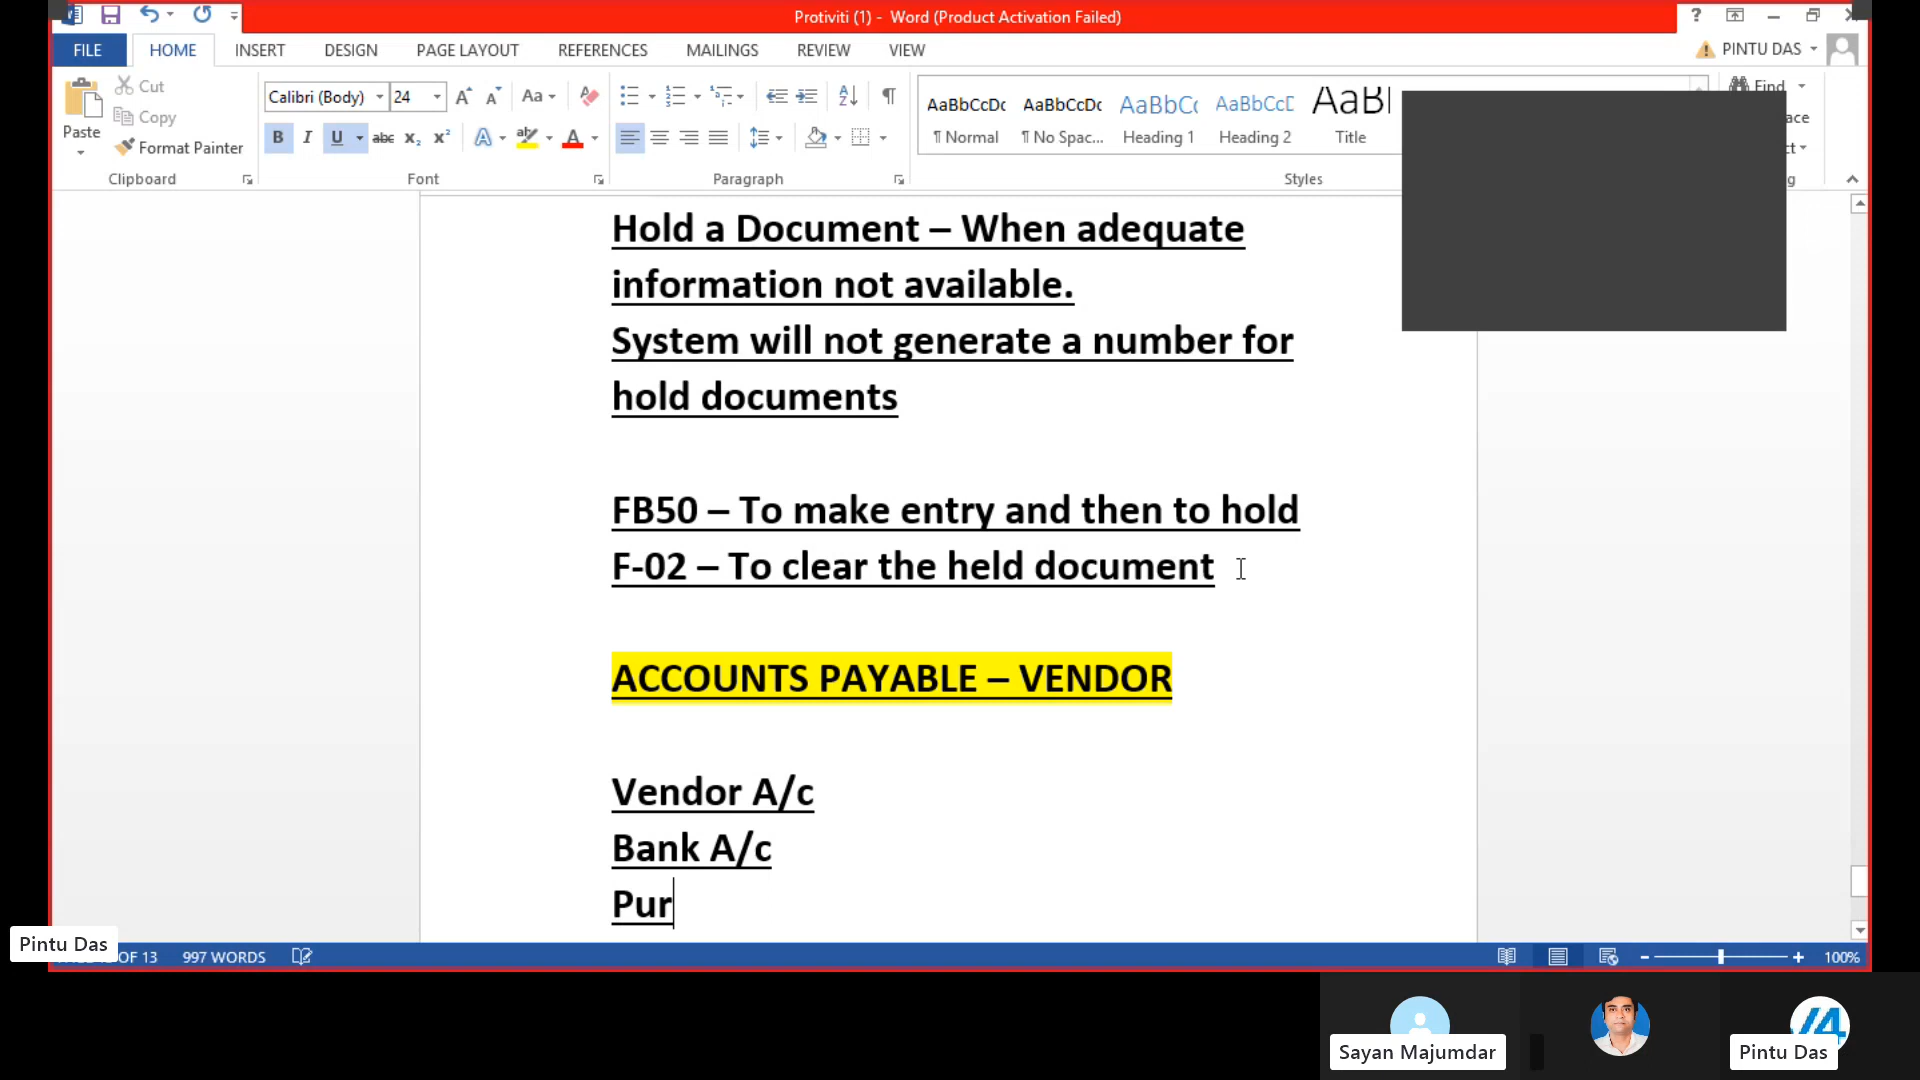 Protiviti (1) - Word (Product Activation Failed)
FILE HOME INSERT DESIGN PAGE LAYOUT REFERENCES MAILINGS REVIEW VIEW PINTU DAS
Cut
Copy
Paste
Format Painter
Clipboard
Calibri (Body) 24
Font
Paragraph
AaBbCcDc AaBbCcDc AaBbC AaBbCcD AaB
¶ Normal ¶ No Spac... Heading 1 Heading 2 Title
Styles
Find
Hold a Document – When adequate
information not available.
System will not generate a number for
hold documents
FB50 – To make entry and then to hold
F-02 – To clear the held document
ACCOUNTS PAYABLE – VENDOR
Vendor A/c
Bank A/c
Pur
Pintu Das
OF 13 997 WORDS 100%
Sayan Majumdar
Pintu Das